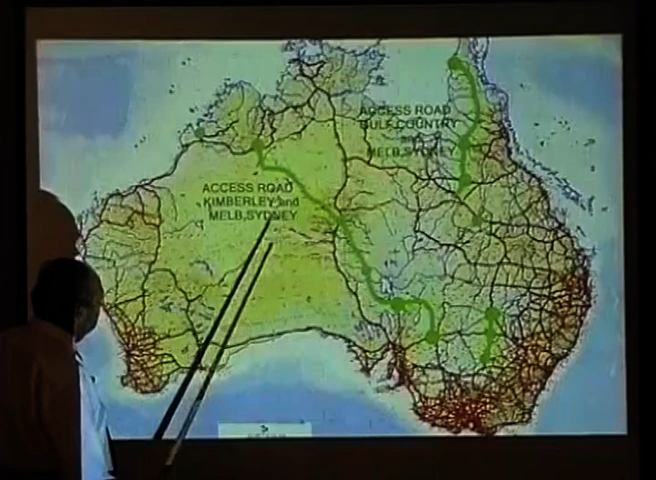 ACCESS ROAD
GULF COUNTRY
MELB,SYDNEY
ACCESS ROAD
KIMBERLEY and
MELB,SYDNEY